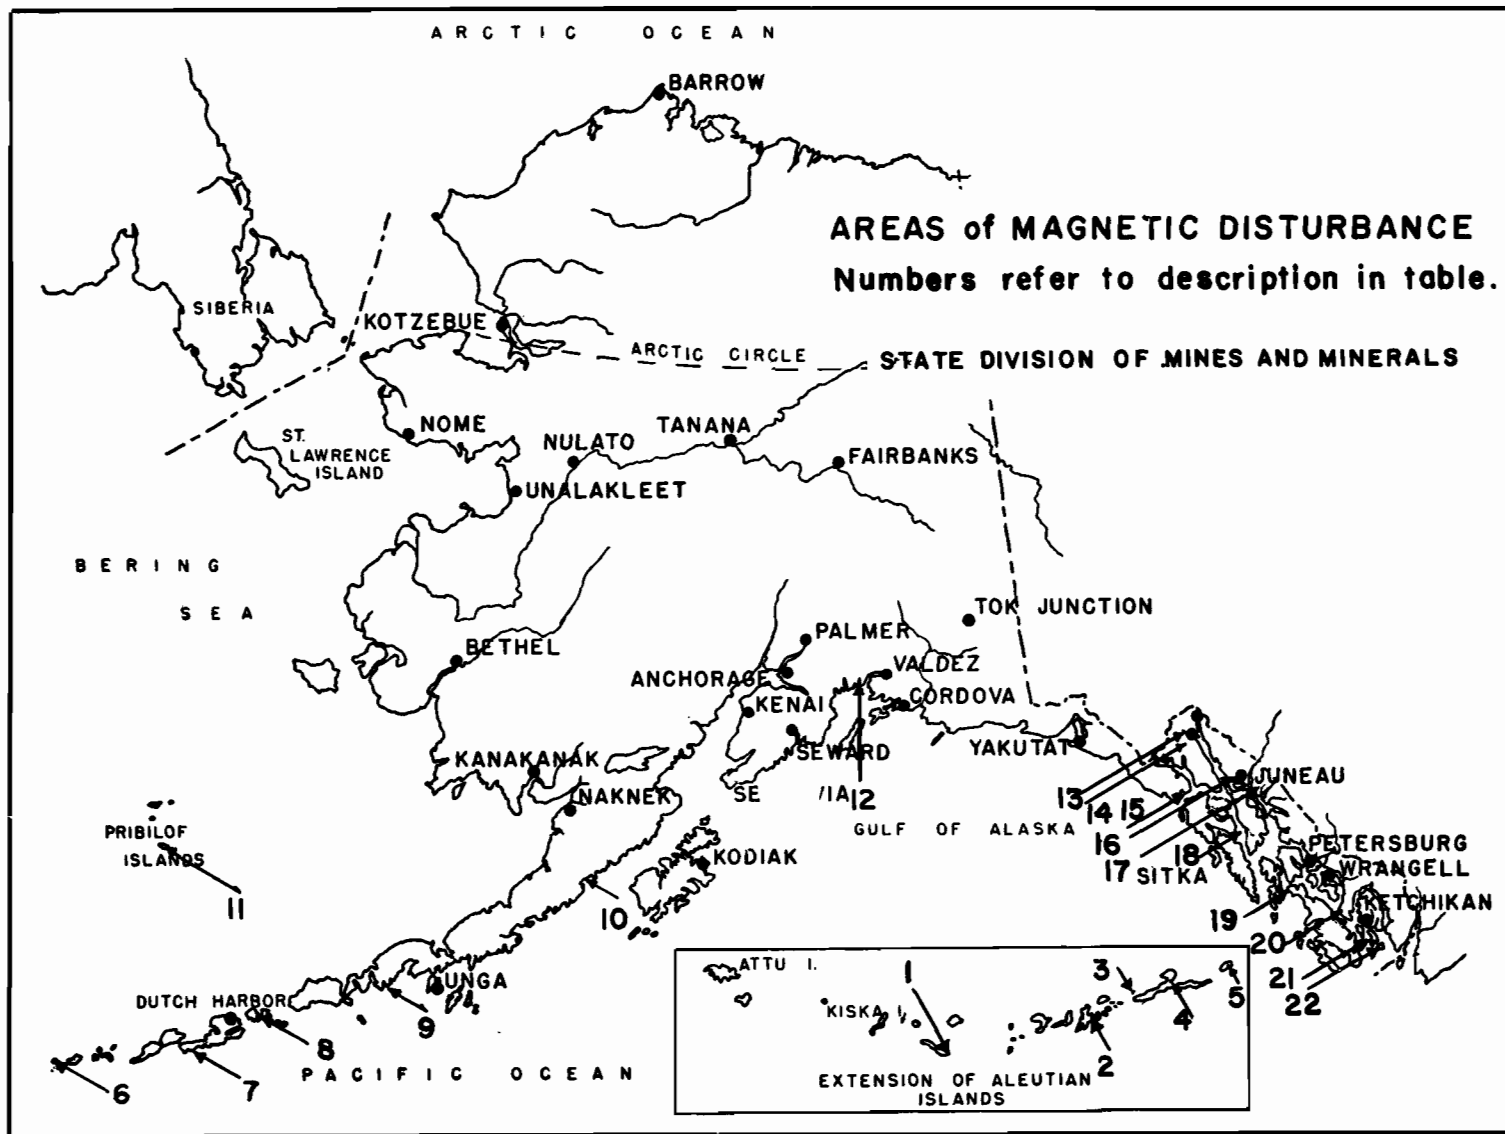 ARCTIC OCEAN
BARROW
AREAS of MAGNETIC DISTURBANCE
Numbers refer to description in table.
SIBERIA
KOTZEBUE
ARCTIC CIRCLE
STATE DIVISION OF MINES AND MINERALS
NOME
ST.
LAWRENCE
ISLAND
NULATO
TANANA
FAIRBANKS
UNALAKLEET
BERING
SEA
TOK JUNCTION
BETHEL
PALMER
ANCHORAGE
VALDEZ
KENAI
CORDOVA
SEWARD
YAKUTAT
KANAKANAK
NAKNEK
SE
VIA
12
JUNEAU
13
14
15
16
17
18
GULF OF ALASKA
PRIBILOF
ISLANDS
11
KODIAK
10
SITKA
PETERSBURG
WRANGELL
KETCHIKAN
19
20
21
22
UNGA
DUTCH HARBOR
9
8
7
6
PACIFIC OCEAN
ATTU I.
KISKA I.
1
2
3
4
5
EXTENSION OF ALEUTIAN
ISLANDS